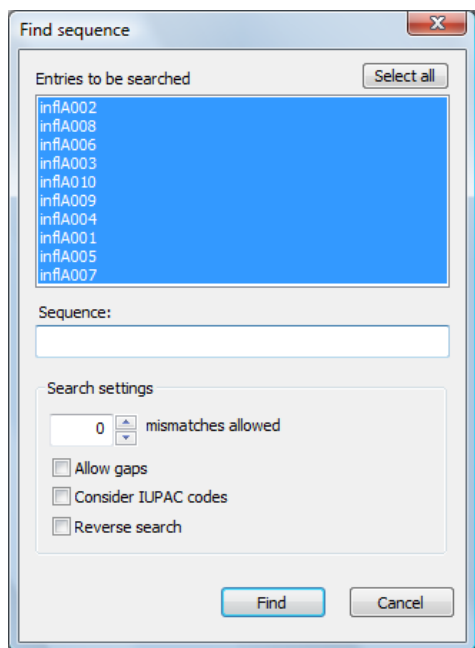 Find sequence
Entries to be searched
Select all
inflA002
inflA008
inflA006
inflA003
inflA010
inflA009
inflA004
inflA001
inflA005
inflA007
Sequence:
Search settings
0 mismatches allowed
Allow gaps
Consider IUPAC codes
Reverse search
Find Cancel